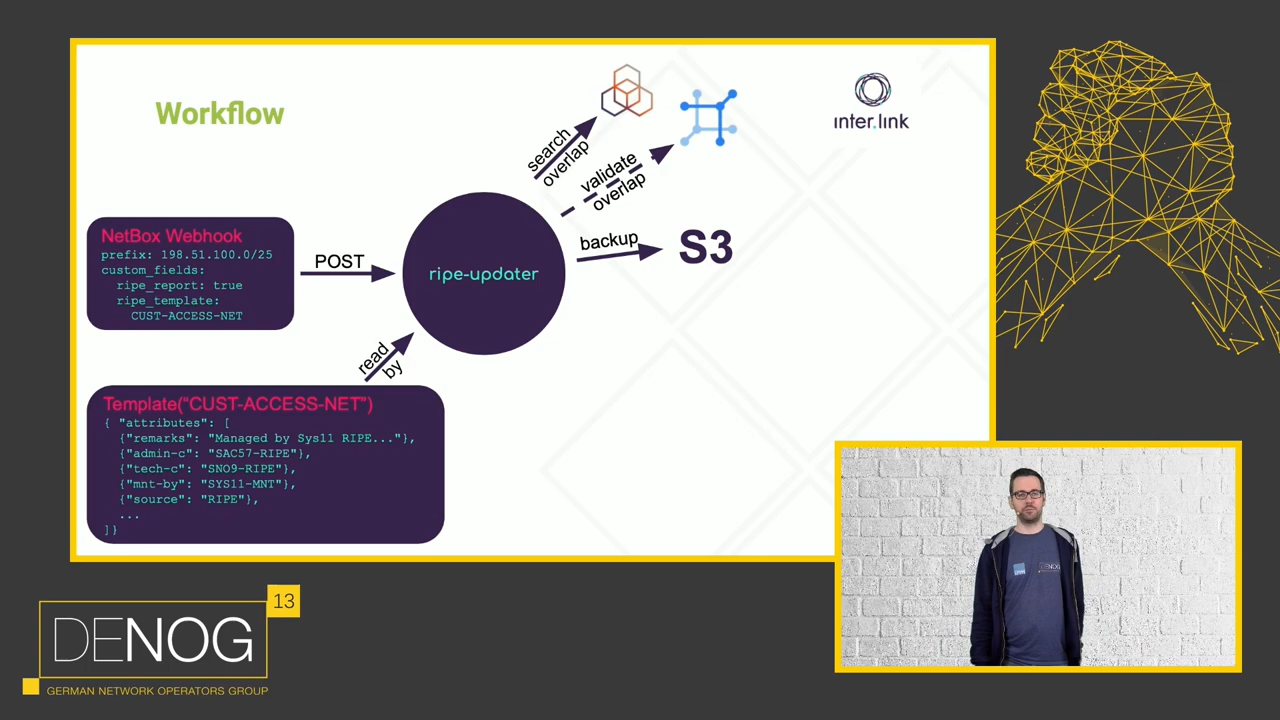 Workflow
inter.link
search
overlap
validate
overlap
NetBox Webhook
prefix: 198.51.100.0/25
custom_fields:
ripe_report: true
ripe_template:
CUST-ACCESS-NET
POST
ripe-updater
backup
S3
read
by
Template(“CUST-ACCESS-NET”)
{ "attributes": [
{"remarks": "Managed by Sys11 RIPE..."},
{"admin-c": "SAC57-RIPE"},
{"tech-c": "SNO9-RIPE"},
{"mnt-by": "SYS11-MNT"},
{"source": "RIPE"},
...
]}
DENOG
13
DENOG
GERMAN NETWORK OPERATORS GROUP